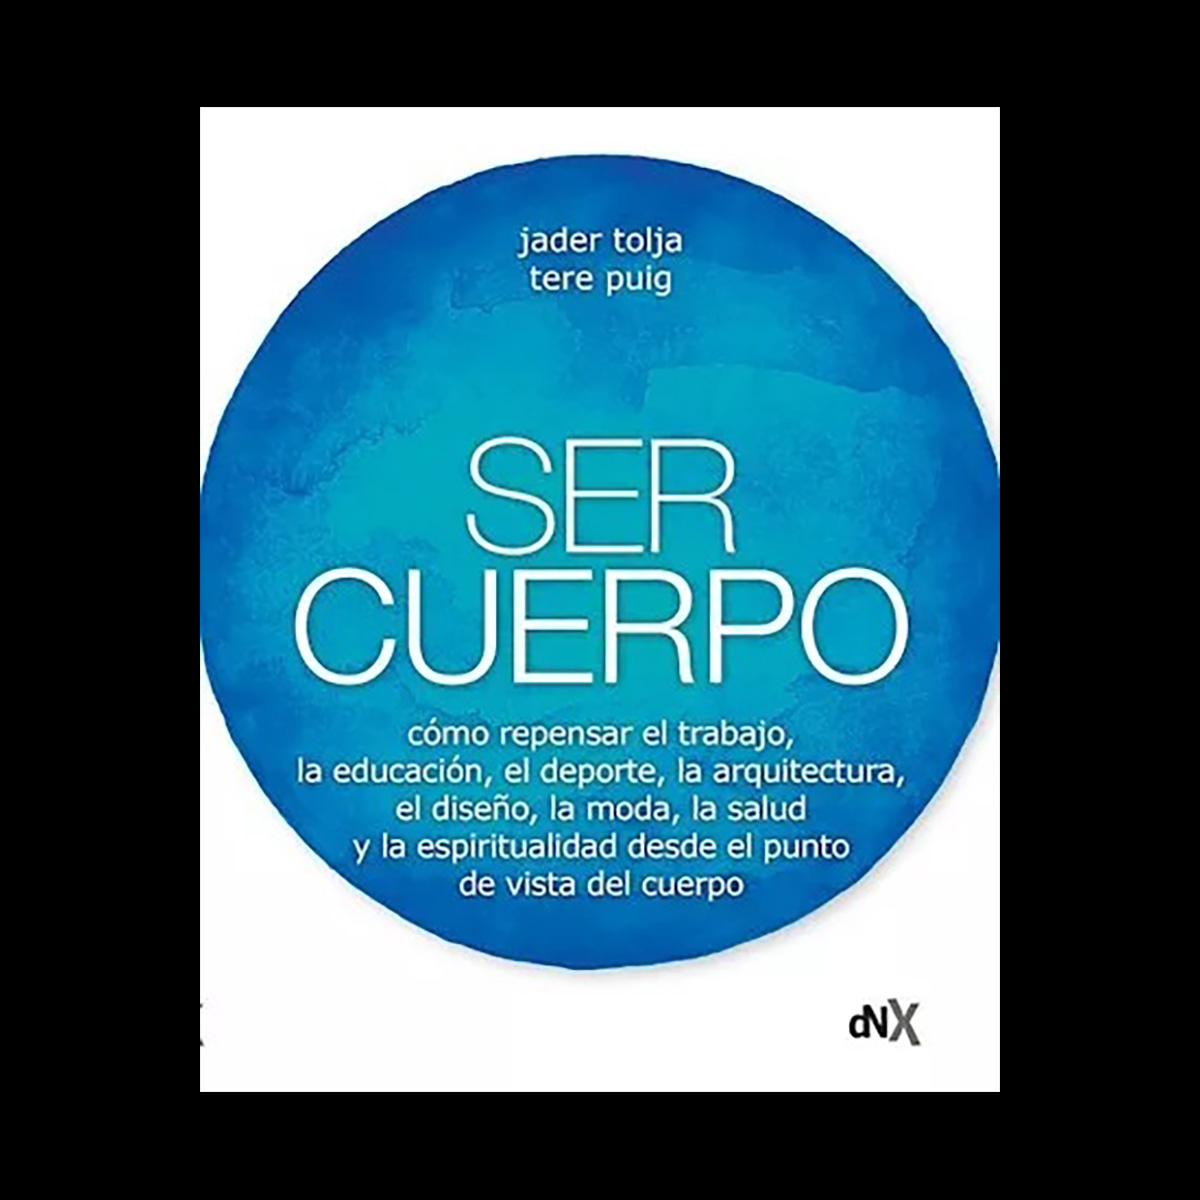 jader tolja
tere puig
SER
CUERPO
cómo repensar el trabajo,
la educación, el deporte, la arquitectura,
el diseño, la moda, la salud
y la espiritualidad desde el punto
de vista del cuerpo
dNX